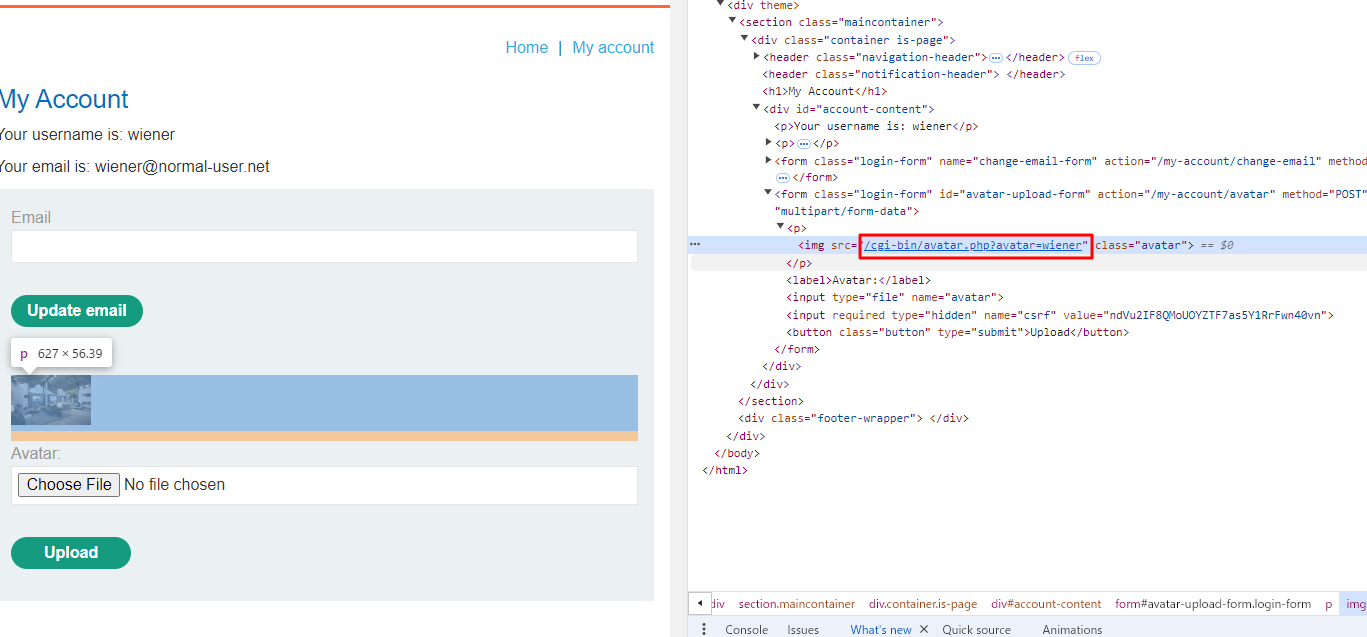 Home | My account
My Account
Your username is: wiener
Your email is: wiener@normal-user.net
Email
Update email
p 627 × 56.39
Avatar:
Choose File No file chosen
Upload
<div theme>
<section class="maincontainer">
<div class="container is-page">
<header class="navigation-header"> … </header> flex
<header class="notification-header"> </header>
<h1>My Account</h1>
<div id="account-content">
<p>Your username is: wiener</p>
<p> … </p>
<form class="login-form" name="change-email-form" action="/my-account/change-email" method
… </form>
<form class="login-form" id="avatar-upload-form" action="/my-account/avatar" method="POST"
"multipart/form-data">
<p>
… <img src="/cgi-bin/avatar.php?avatar=wiener" class="avatar"> == $0
</p>
<label>Avatar:</label>
<input type="file" name="avatar">
<input required type="hidden" name="csrf" value="ndVu2IF8QMoUOYZTF7as5Y1RrFwn40vn">
<button class="button" type="submit">Upload</button>
</form>
</div>
</div>
</section>
<div class="footer-wrapper"> </div>
</div>
</body>
</html>
div section.maincontainer div.container.is-page div#account-content form#avatar-upload-form.login-form p img
Console Issues What's new × Quick source Animations